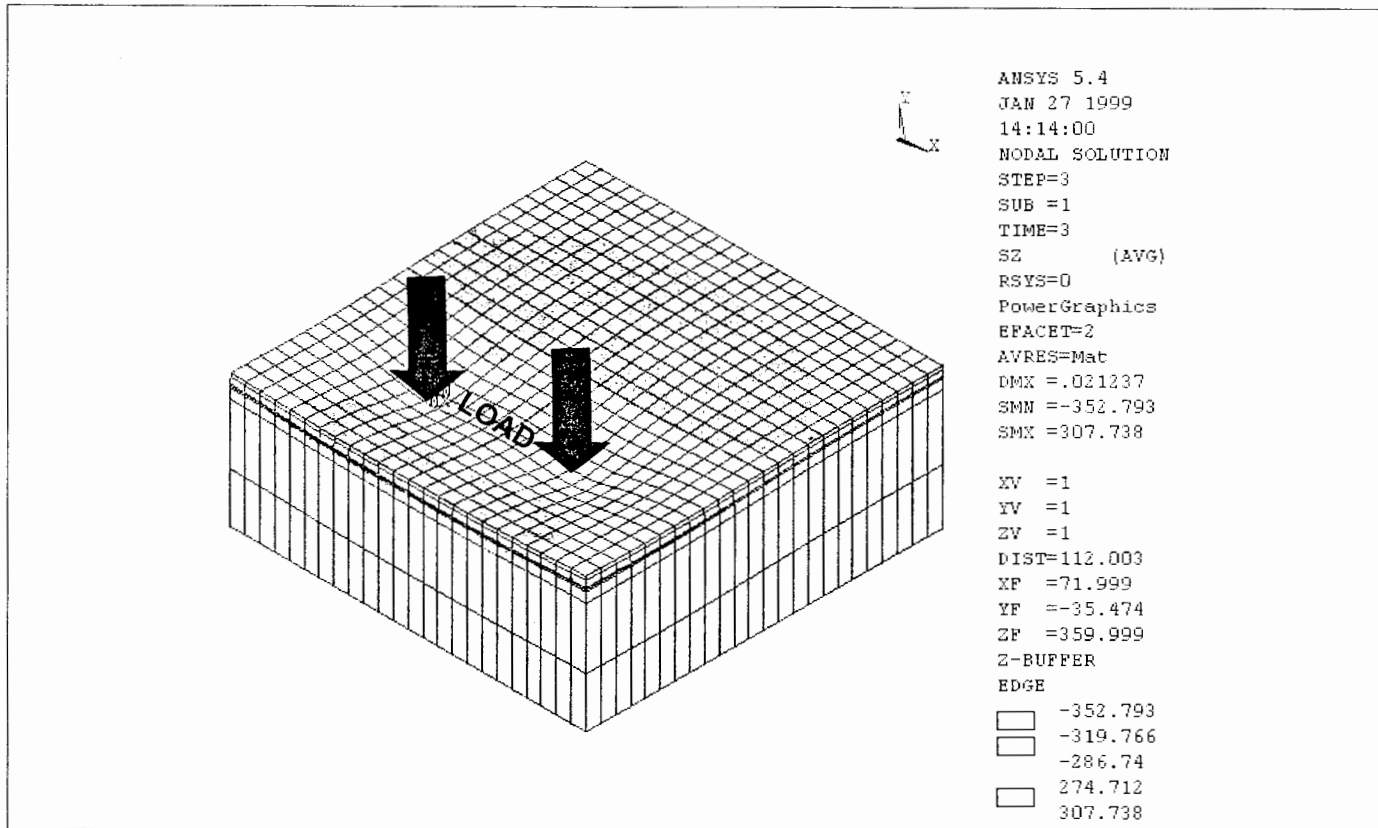 ANSYS 5.4
JAN 27 1999
14:14:00
NODAL SOLUTION
STEP=3
SUB =1
TIME=3
SZ (AVG)
RSYS=0
PowerGraphics
EFACET=2
AVRES=Mat
DMX =.021237
SMN =-352.793
SMX =307.738
XV =1
YV =1
ZV =1
DIST=112.003
XF =71.999
YF =-35.474
ZF =359.999
Z-BUFFER
EDGE
-352.793
-319.766
-286.74
274.712
307.738
Y
X
LOAD